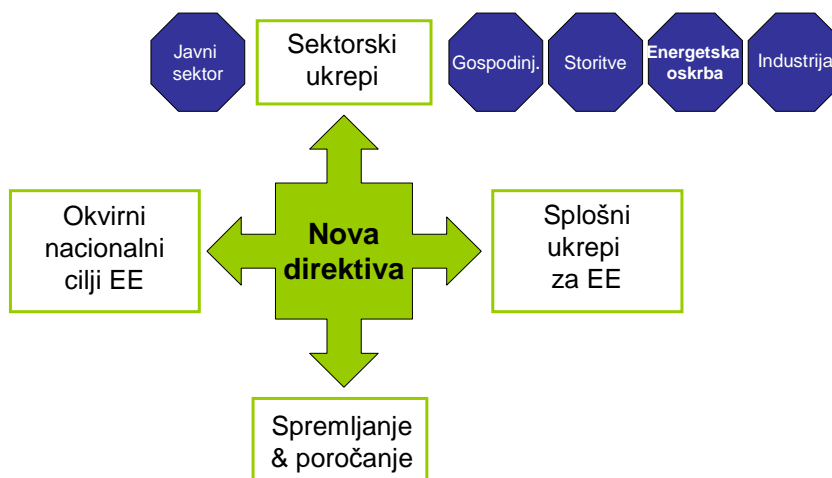 Javni
sektor
Sektorski
ukrepi
Gospodinj.
Storitve
Energetska
oskrba
Industrija
Okvirni
nacionalni
cilji EE
Nova
direktiva
Splošni
ukrepi
za EE
Spremljanje
& poročanje